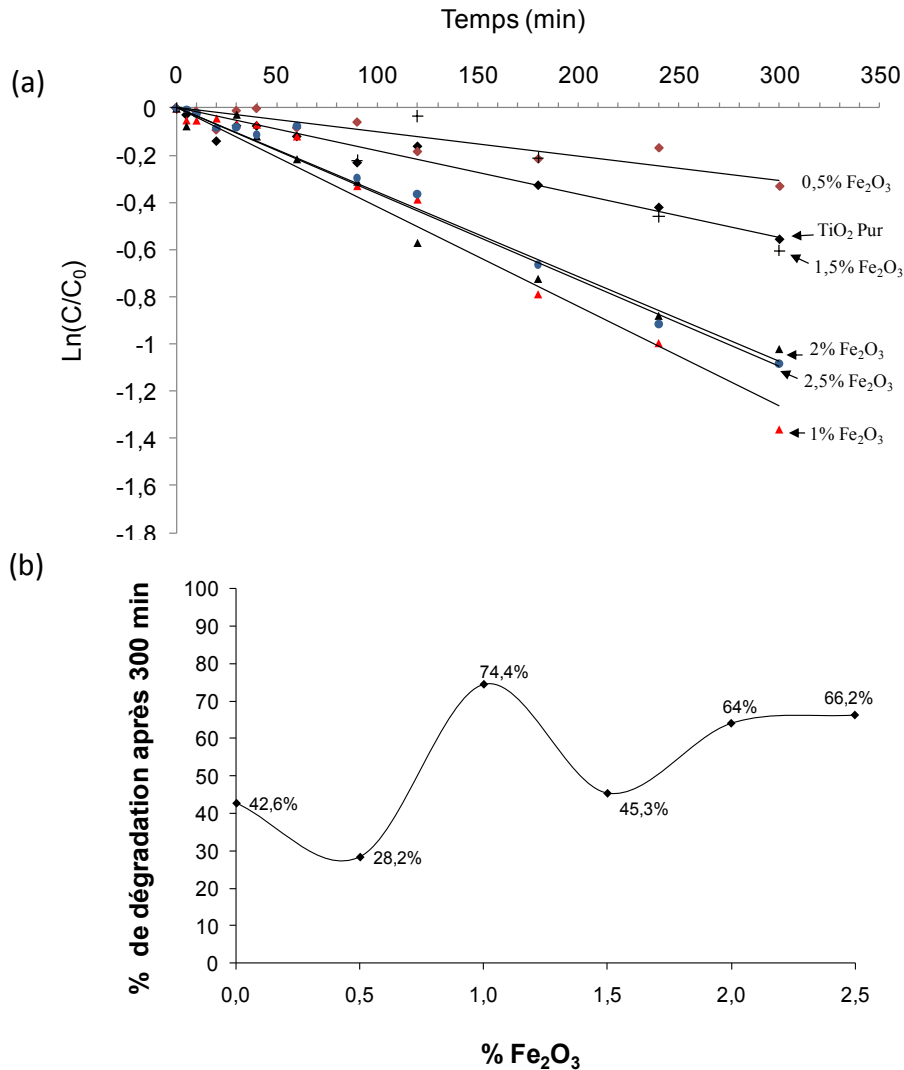 Temps (min)
(a)
0 50 100 150 200 250 300 350
0
-0,2
-0,4
-0,6
-0,8
-1
-1,2
-1,4
-1,6
-1,8
Ln(C/C₀)
0,5% Fe₂O₃
TiO₂ Pur
1,5% Fe₂O₃
2% Fe₂O₃
2,5% Fe₂O₃
1% Fe₂O₃
(b)
% de dégradation après 300 min
100
90
80
70
60
50
40
30
20
10
0
42,6%
28,2%
74,4%
45,3%
64%
66,2%
0,0 0,5 1,0 1,5 2,0 2,5
% Fe₂O₃